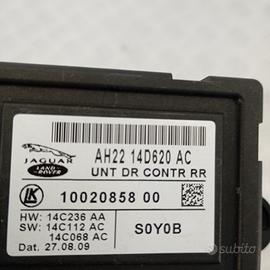 JAGUAR
LAND-
ROVER
AH22 14D620 AC
UNT DR CONTR RR
LK
10020858 00
HW: 14C236 AA
SW: 14C112 AC
14C068 AC
Dat. 27.08.09
S0Y0B
subito